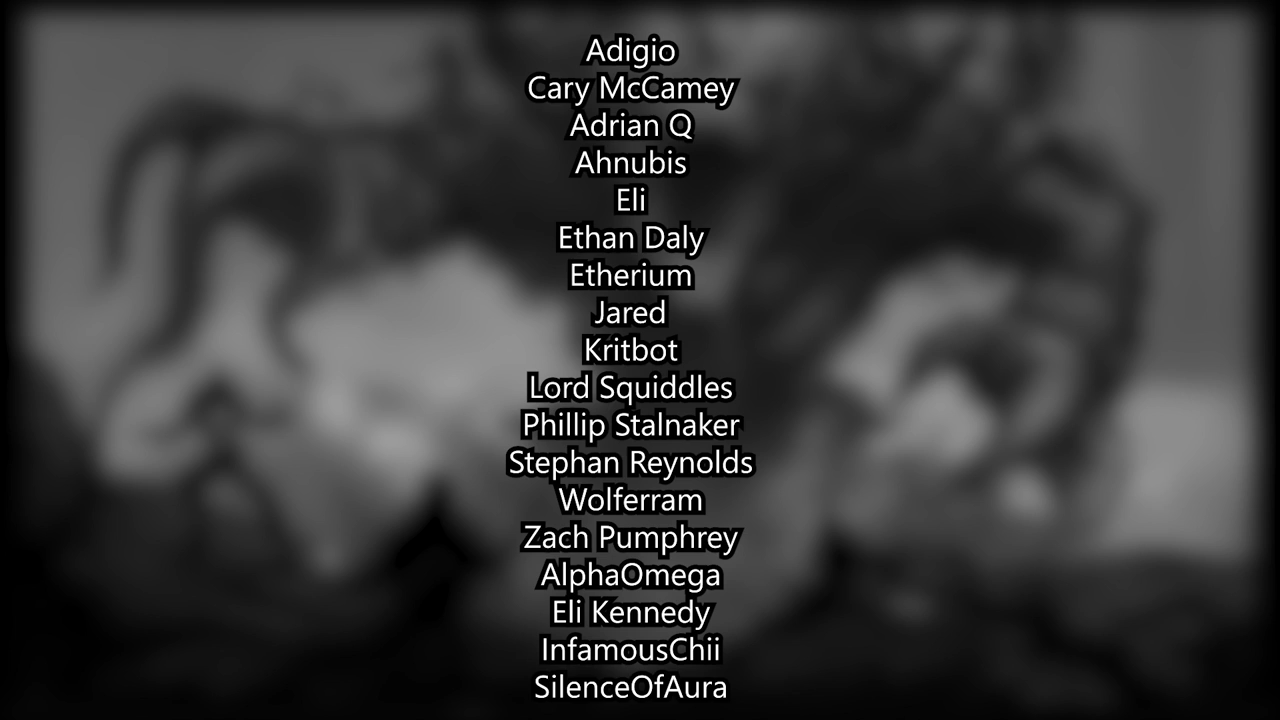 Adigio
Cary McCamey
Adrian Q
Ahnubis
Eli
Ethan Daly
Etherium
Jared
Kritbot
Lord Squiddles
Phillip Stalnaker
Stephan Reynolds
Wolferram
Zach Pumphrey
AlphaOmega
Eli Kennedy
InfamousChii
SilenceOfAura